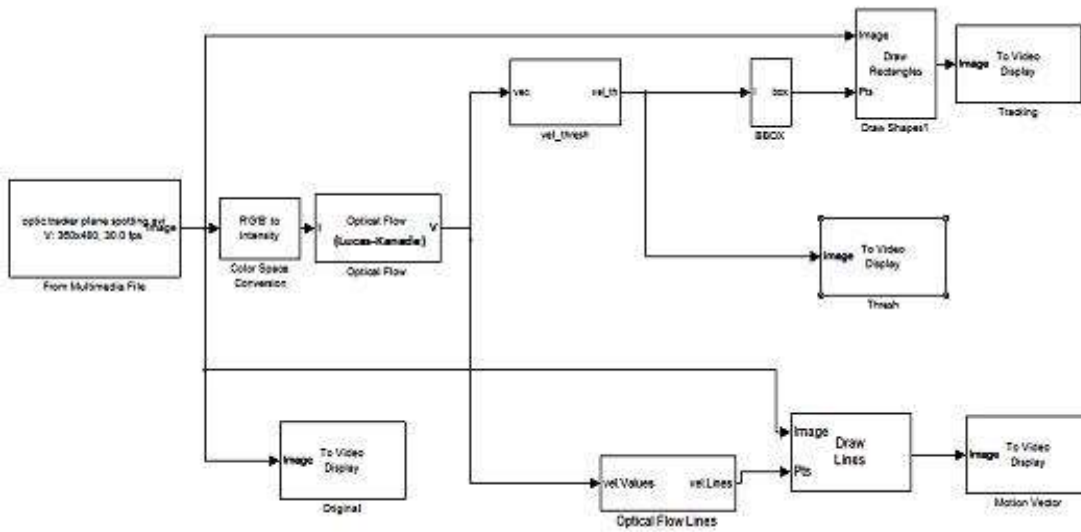 Image
Draw
Rectangles
Pts
Draw Shapes1
Image To Video
Display
Tracking
vec vel_th
vel_thresh
I box
BBOX
optic tracker plane spotting.avi
V: 360x480, 30.0 fps
Image
From Multimedia File
R'G'B' to
Intensity
Color Space
Conversion
I Optical Flow V
(Lucas-Kanade)
Optical Flow
Image To Video
Display
Thresh
Image To Video
Display
Original
vel.Values vel.Lines
Optical Flow Lines
Image
Draw
Lines
Pts
Image To Video
Display
Motion Vector